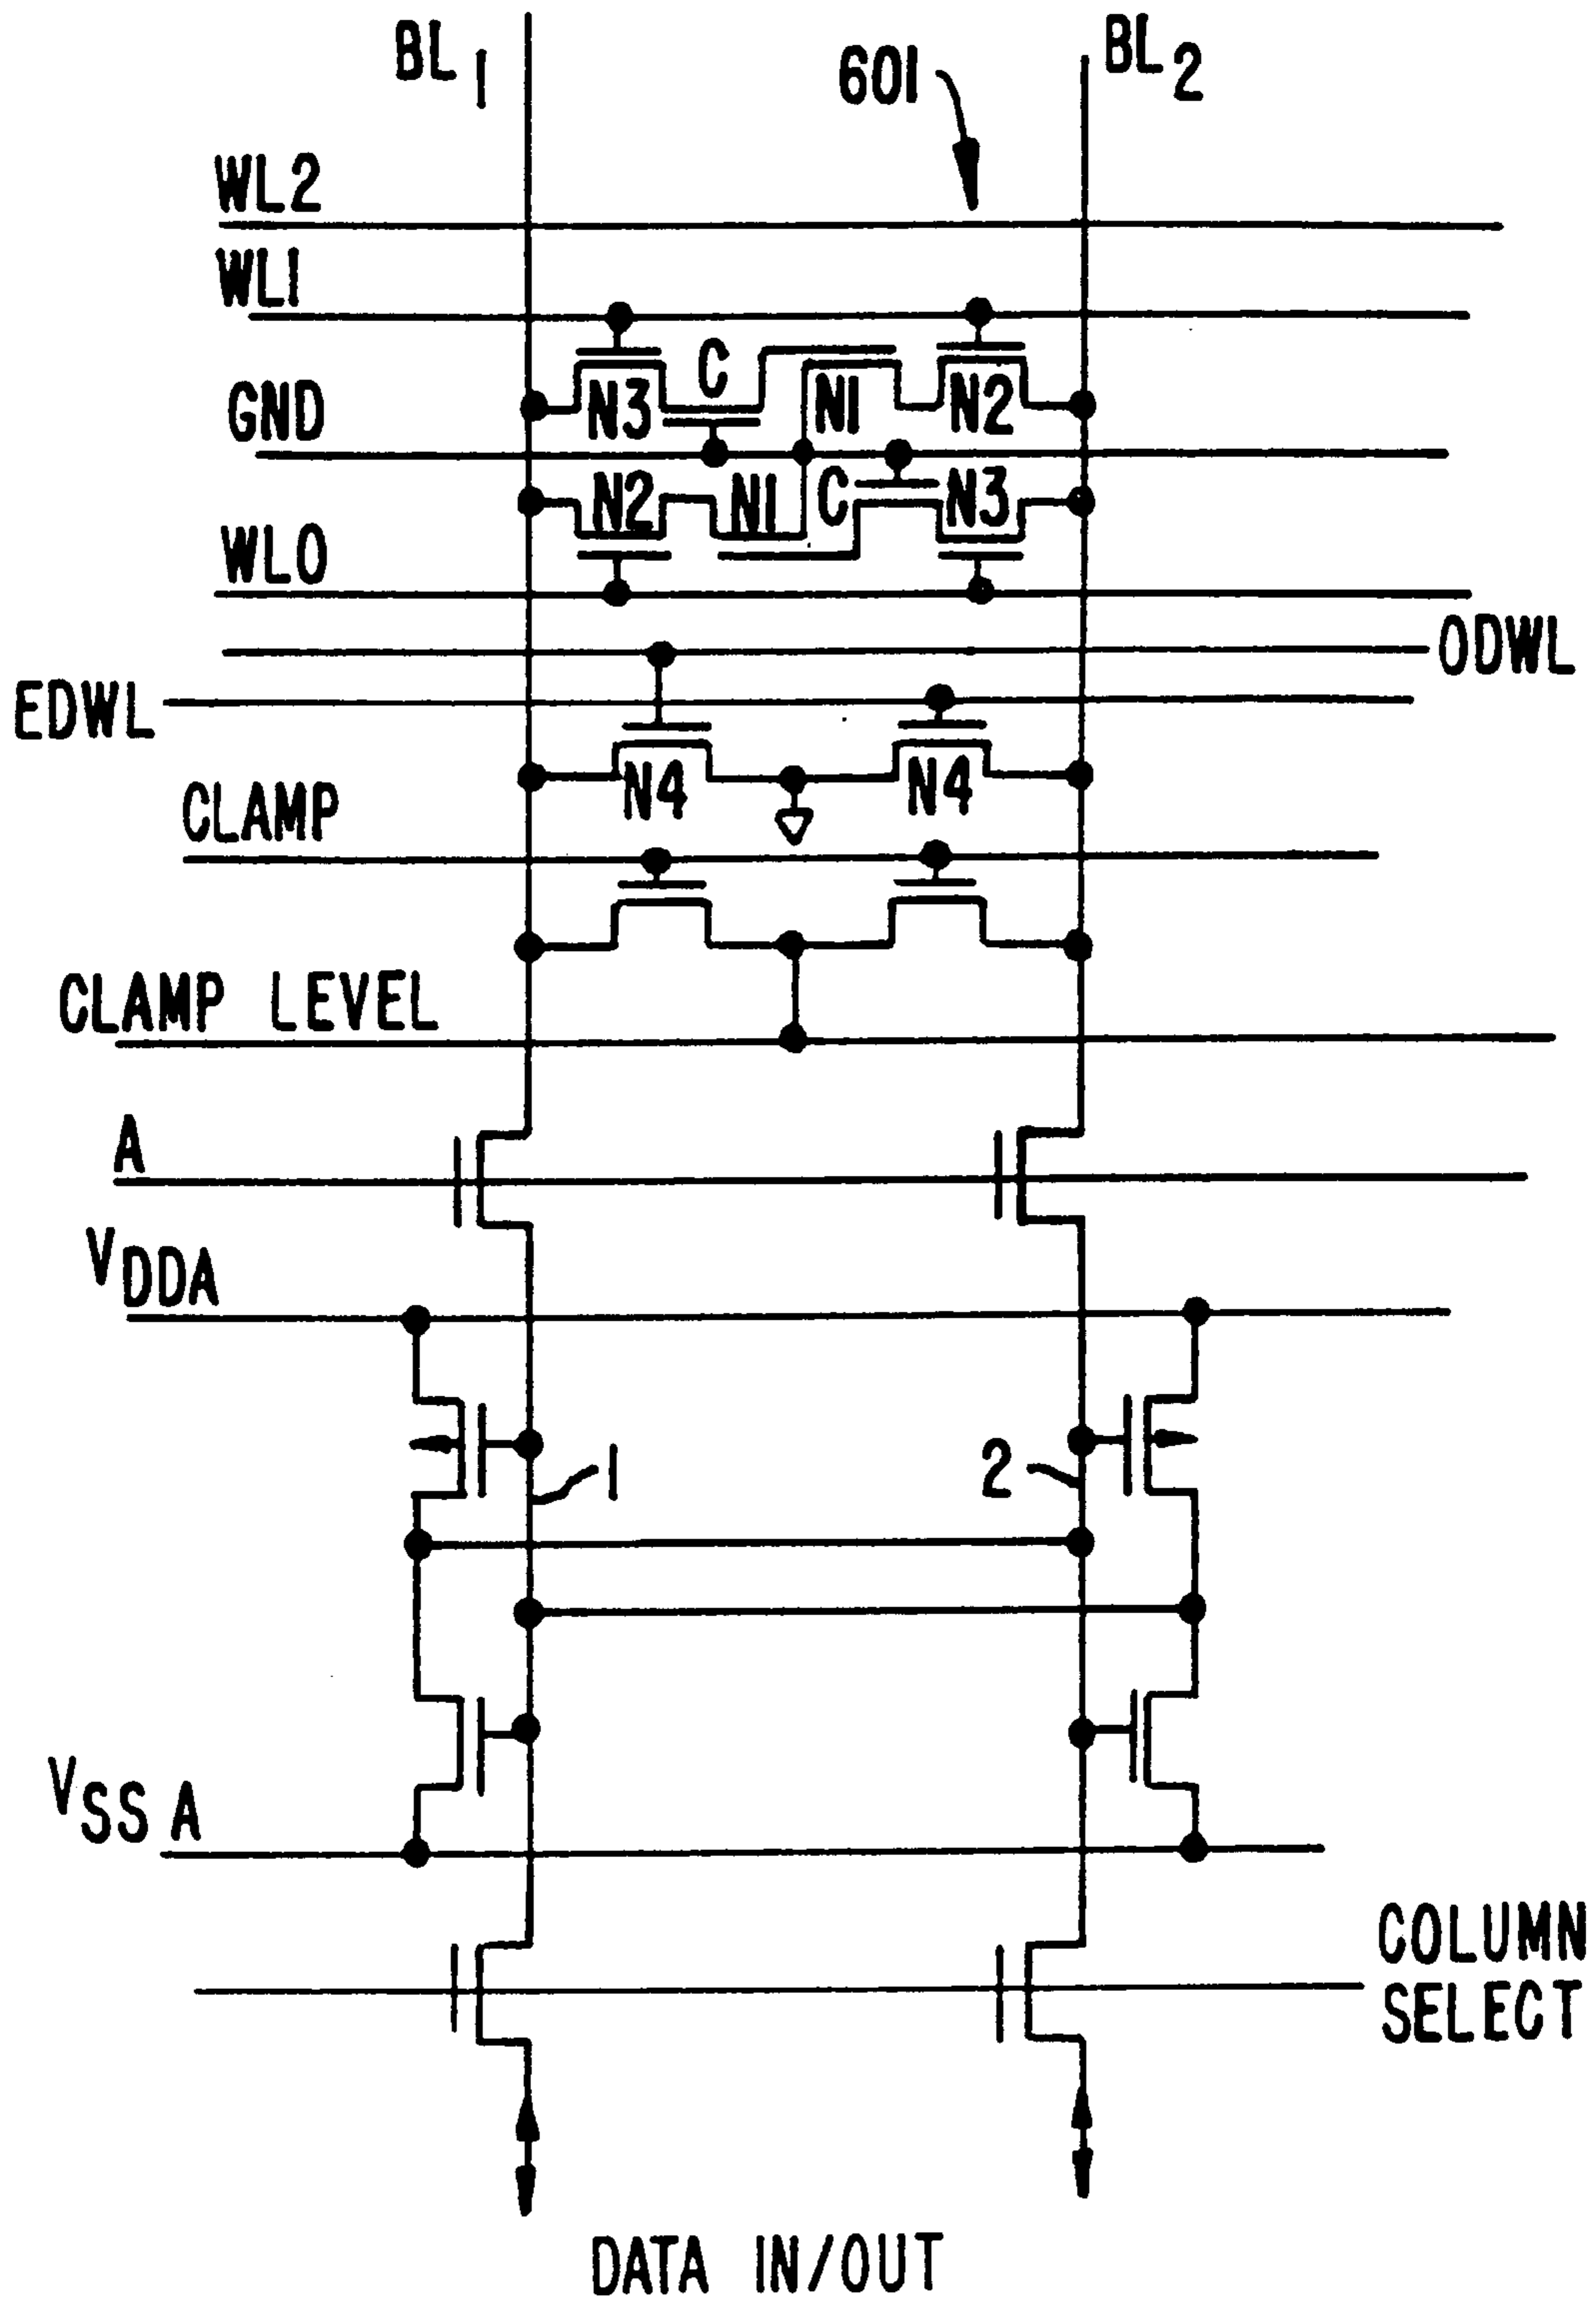 BL1
601
BL2
WL2
WL1
C
N3
N1
N2
GND
N2
N1
C
N3
WL0
ODWL
EDWL
N4
N4
CLAMP
CLAMP LEVEL
A
VDDA
1
2
VSSA
COLUMN
SELECT
DATA IN/OUT